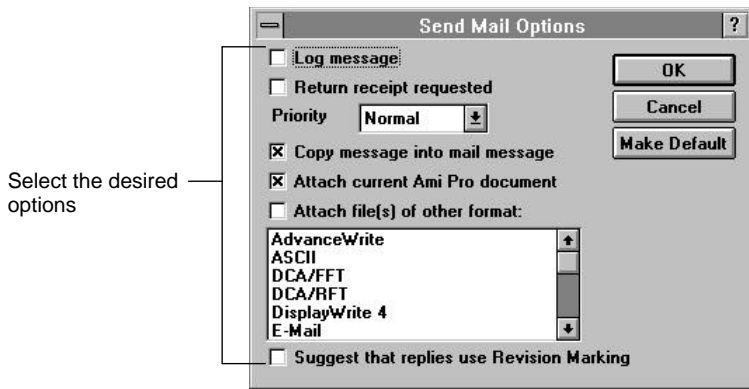 Send Mail Options
?
Log message
OK
Return receipt requested
Priority Normal
Cancel
Copy message into mail message
Make Default
Select the desired
options
Attach current Ami Pro document
Attach file(s) of other format:
AdvanceWrite
ASCII
DCA/FFT
DCA/RFT
DisplayWrite 4
E-Mail
Suggest that replies use Revision Marking